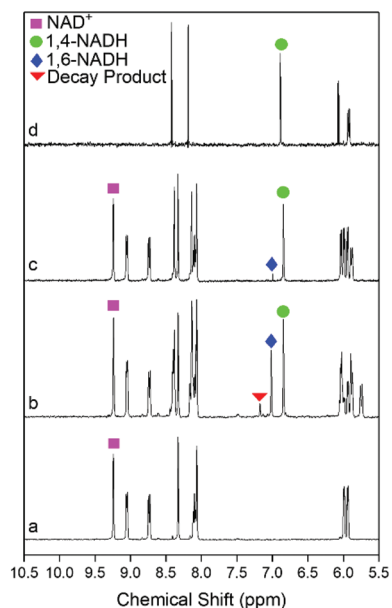 NAD+
1,4-NADH
1,6-NADH
Decay Product
d
c
b
a
10.5 10.0 9.5 9.0 8.5 8.0 7.5 7.0 6.5 6.0 5.5
Chemical Shift (ppm)